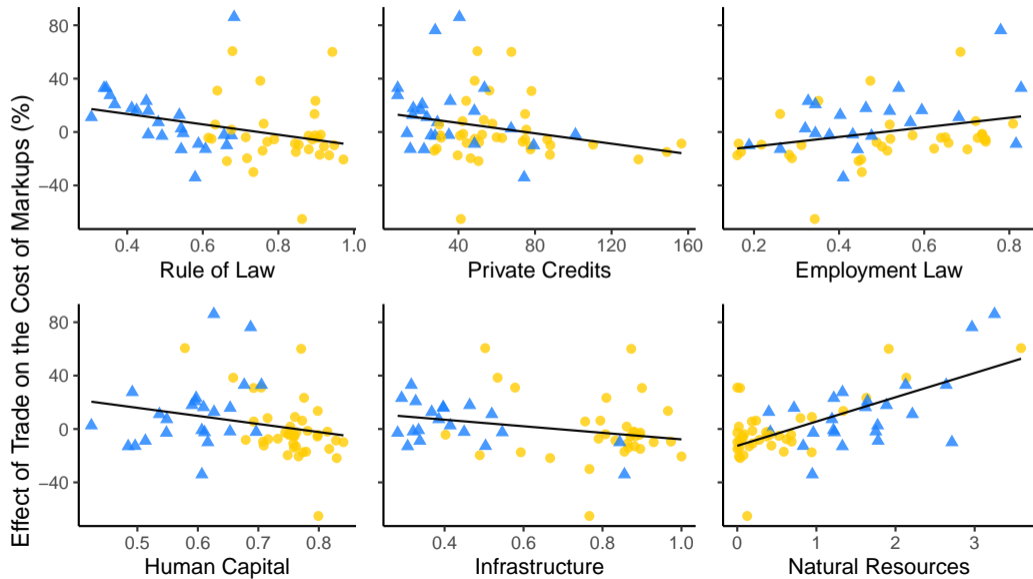 Effect of Trade on the Cost of Markups (%)
80
40
0
−40
0.4 0.6 0.8 1.0
Rule of Law
40 80 120 160
Private Credits
0.2 0.4 0.6 0.8
Employment Law
80
40
0
−40
0.5 0.6 0.7 0.8
Human Capital
0.4 0.6 0.8 1.0
Infrastructure
0 1 2 3
Natural Resources